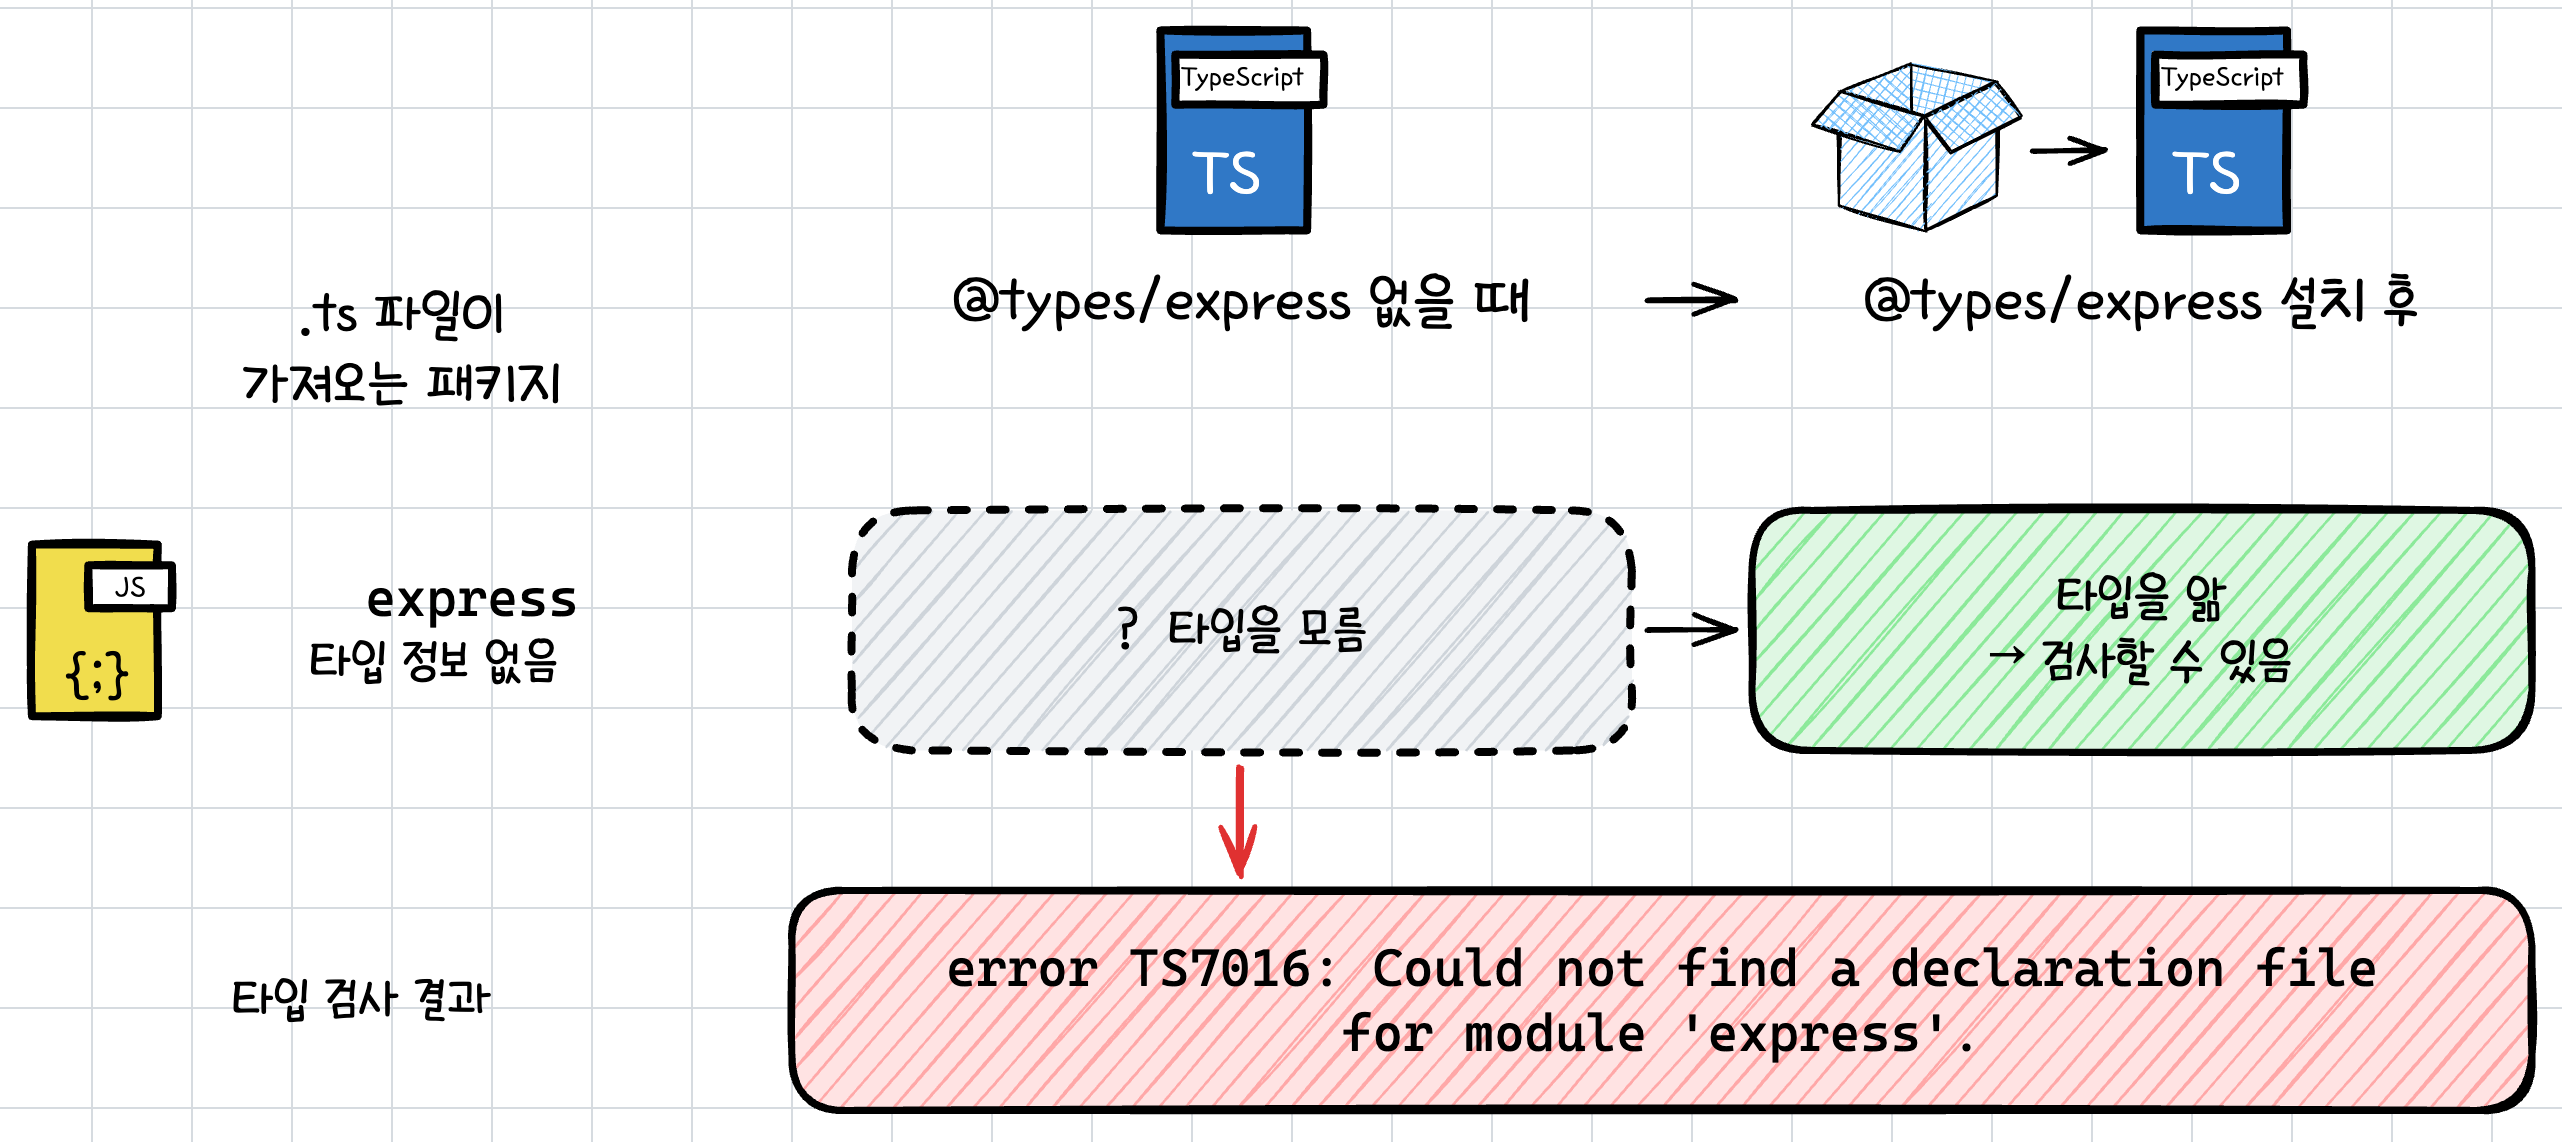 TypeScript
TS
TypeScript
TS
.ts 파일이
가져오는 패키지
@types/express 없을 때
→
@types/express 설치 후
JS
{;}
express
타입 정보 없음
? 타입을 모름
타입을 앎
→ 검사할 수 있음
타입 검사 결과
error TS7016: Could not find a declaration file
for module 'express'.